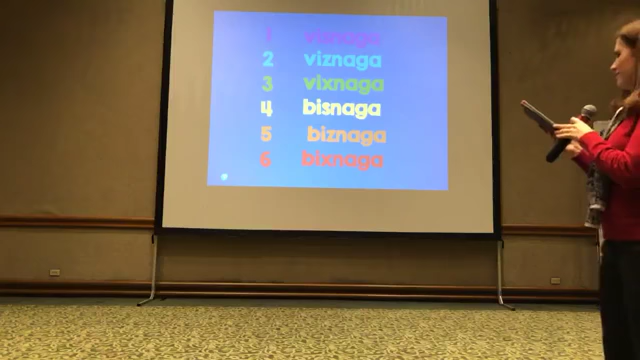 1 visnaga
2 viznaga
3 vixnaga
4 bisnaga
5 biznaga
6 bixnaga